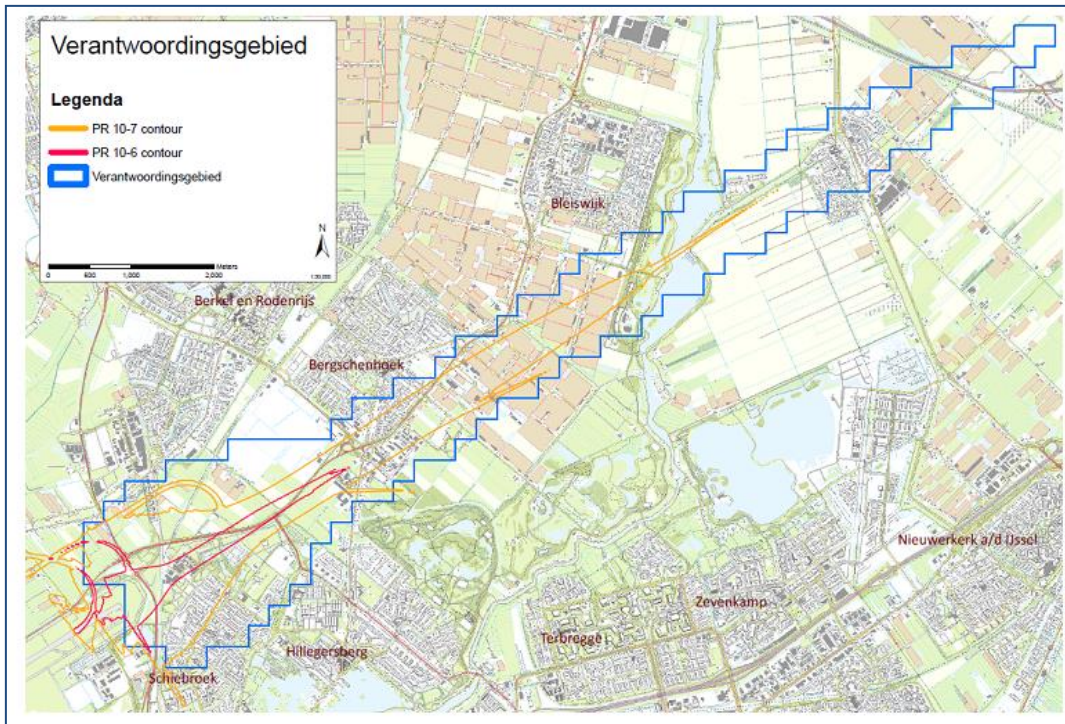 Verantwoordingsgebied
Legenda
PR 10-7 contour
PR 10-6 contour
Verantwoordingsgebied
N
Meters
0 500 1,000 2,000
Bleiswijk
Berkel en Rodenrijs
Bergschenhoek
Nieuwerkerk a/d IJssel
Zevenkamp
Terbregge
Hillegersberg
Schiebroek